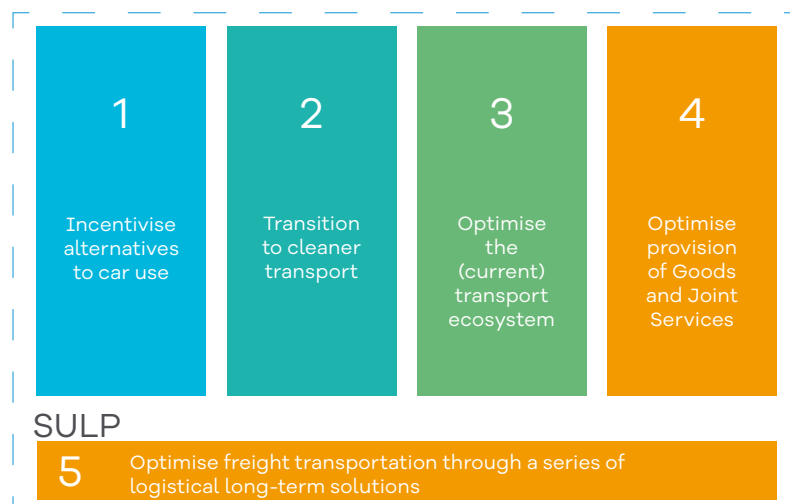 1
Incentivise
alternatives
to car use
2
Transition
to cleaner
transport
3
Optimise
the
(current)
transport
ecosystem
4
Optimise
provision
of Goods
and Joint
Services
SULP
5
Optimise freight transportation through a series of
logistical long-term solutions